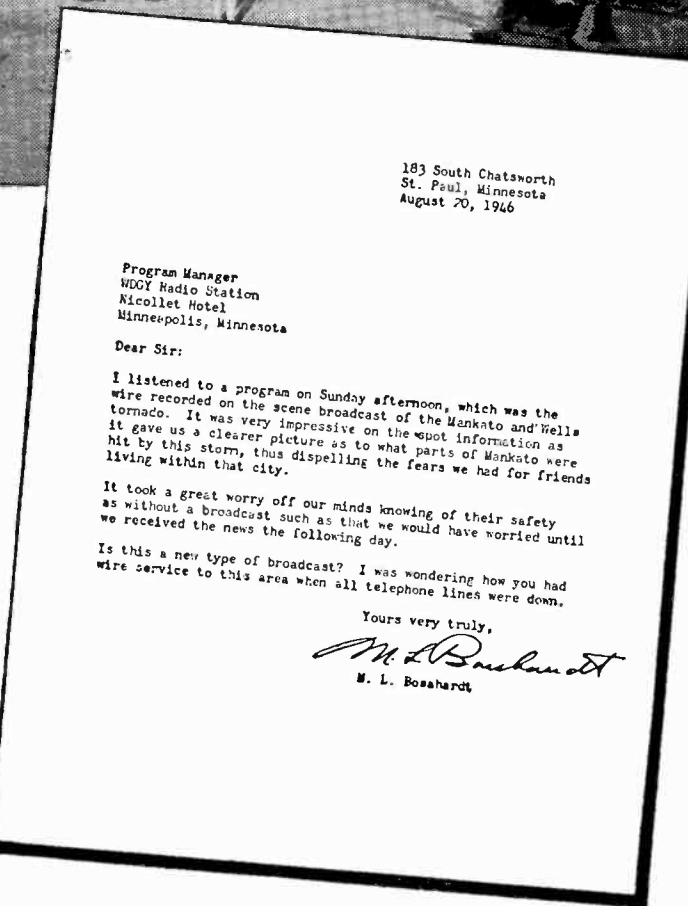 183 South Chatsworth
St. Paul, Minnesota
August 20, 1946
Program Manager
WDGY Radio Station
Nicollet Hotel
Minneapolis, Minnesota
Dear Sir:
I listened to a program on Sunday afternoon, which was the
wire recorded on the scene broadcast of the Mankato and Wells
tornado. It was very impressive on the spot information as
it gave us a clearer picture as to what parts of Mankato were
hit by this storm, thus dispelling the fears we had for friends
living within that city.
It took a great worry off our minds knowing of their safety
as without a broadcast such as that we would have worried until
we received the news the following day.
Is this a new type of broadcast? I was wondering how you had
wire service to this area when all telephone lines were down.
Yours very truly,
M. L. Bosshardt
M. L. Bosshardt